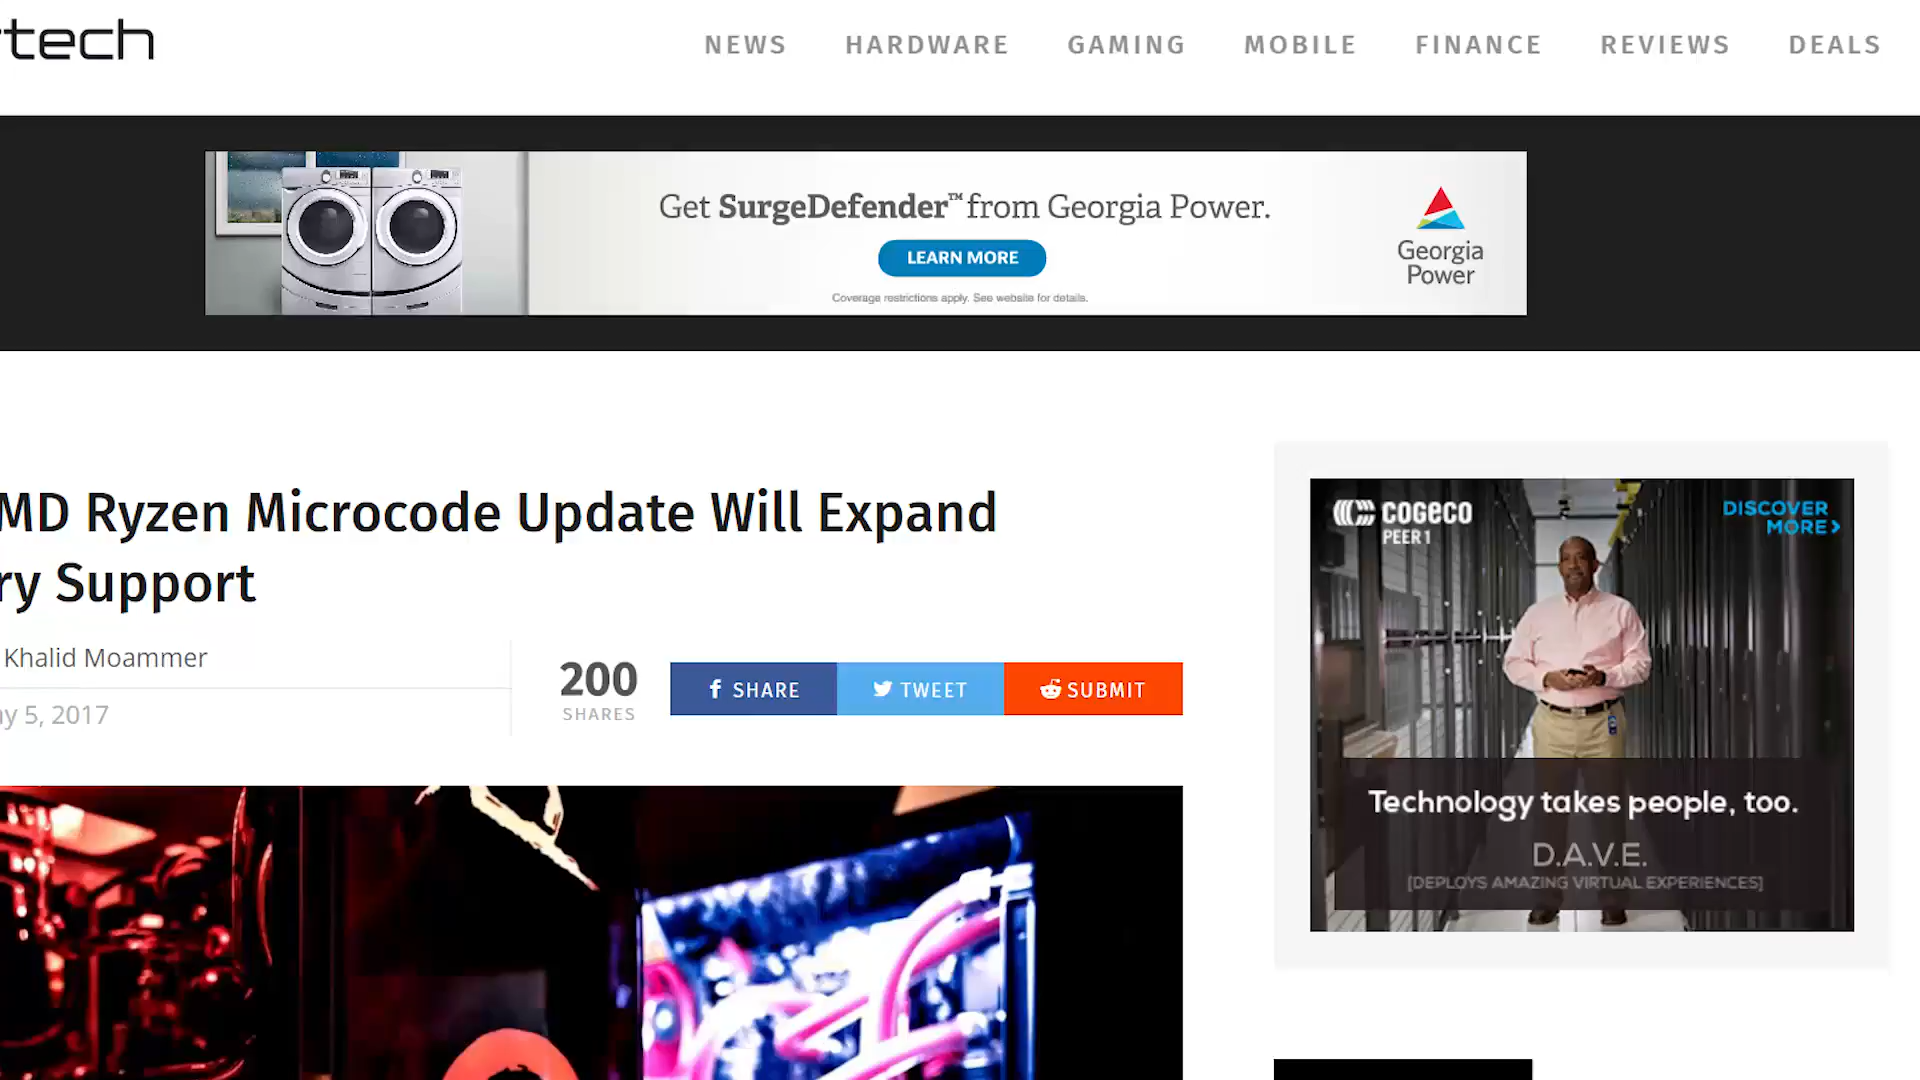 rtech
NEWS HARDWARE GAMING MOBILE FINANCE REVIEWS DEALS
Get SurgeDefender™ from Georgia Power.
LEARN MORE
Coverage restrictions apply. See website for details.
Georgia
Power
MD Ryzen Microcode Update Will Expand
ry Support
Khalid Moammer
ay 5, 2017
200
SHARES
SHARE
TWEET
SUBMIT
COGECO
PEER 1
DISCOVER
MORE >
Technology takes people, too.
D.A.V.E.
[DEPLOYS AMAZING VIRTUAL EXPERIENCES]